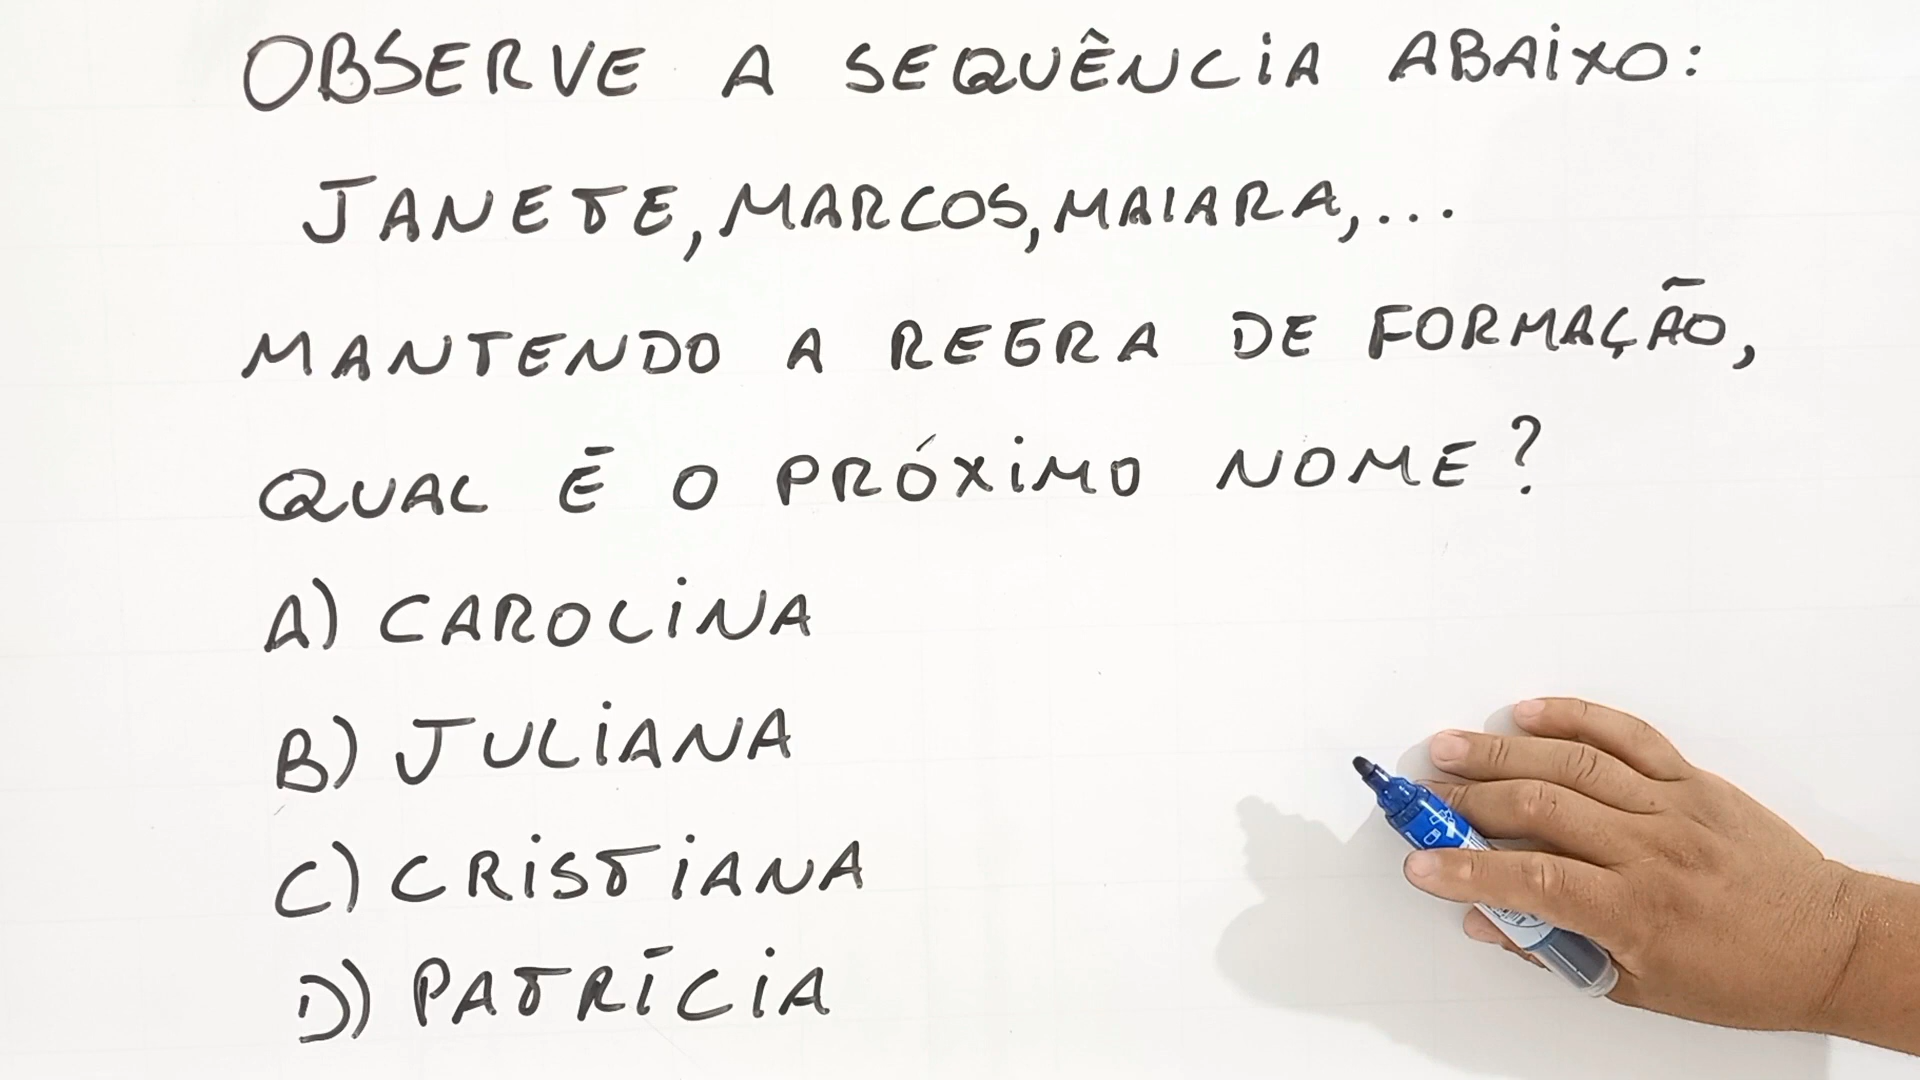 OBSERVE A SEQUÊNCIA ABAIXO:
JANETE, MARCOS, MAIARA, ...
MANTENDO A REGRA DE FORMAÇÃO,
QUAL É O PRÓXIMO NOME?
A) CAROLINA
B) JULIANA
C) CRISTIANA
D) PATRÍCIA